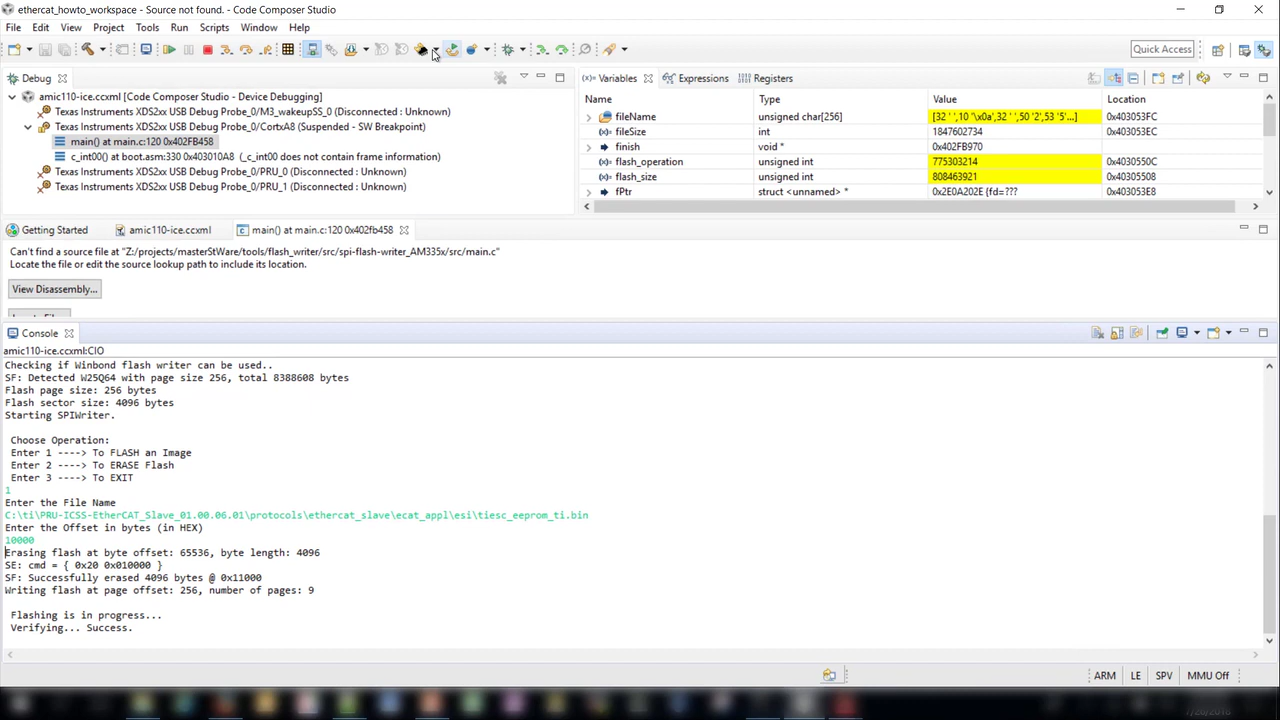 ethercat_howto_workspace - Source not found. - Code Composer Studio
File Edit View Project Tools Run Scripts Window Help
Quick Access
Debug
amic110-ice.ccxml [Code Composer Studio - Device Debugging]
Texas Instruments XDS2xx USB Debug Probe_0/M3_wakeupSS_0 (Disconnected : Unknown)
Texas Instruments XDS2xx USB Debug Probe_0/CortxA8 (Suspended - SW Breakpoint)
main() at main.c:120 0x402FB458
_c_int00() at boot.asm:330 0x403010A8 (_c_int00 does not contain frame information)
Texas Instruments XDS2xx USB Debug Probe_0/PRU_0 (Disconnected : Unknown)
Texas Instruments XDS2xx USB Debug Probe_0/PRU_1 (Disconnected : Unknown)
(x)= Variables Expressions Registers
Name Type Value Location
fileName unsigned char[256] [32 ' ',10 '\x0a',32 ' ',50 '2',53 '5'...] 0x403053FC
fileSize int 1847602734 0x403053EC
finish void * 0x402FB970
flash_operation unsigned int 775303214 0x4030550C
flash_size unsigned int 808463921 0x40305508
fPtr struct <unnamed> * 0x2E0A202E {fd=??? 0x403053E8
Getting Started amic110-ice.ccxml main() at main.c:120 0x402fb458
Can't find a source file at "Z:/projects/masterStWare/tools/flash_writer/src/spi-flash-writer_AM335x/src/main.c"
Locate the file or edit the source lookup path to include its location.
View Disassembly...
Console
amic110-ice.ccxml:CIO
Checking if Winbond flash writer can be used..
SF: Detected W25Q64 with page size 256, total 8388608 bytes
Flash page size: 256 bytes
Flash sector size: 4096 bytes
Starting SPIWriter.
Choose Operation:
Enter 1 ----> To FLASH an Image
Enter 2 ----> To ERASE Flash
Enter 3 ----> To EXIT
1
Enter the File Name
C:\ti\PRU-ICSS-EtherCAT_Slave_01.00.06.01\protocols\ethercat_slave\ecat_appl\esi\tiesc_eeprom_ti.bin
Enter the Offset in bytes (in HEX)
10000
Erasing flash at byte offset: 65536, byte length: 4096
SE: cmd = { 0x20 0x010000 }
SF: Successfully erased 4096 bytes @ 0x11000
Writing flash at page offset: 256, number of pages: 9
Flashing is in progress...
Verifying... Success.
ARM LE SPV MMU Off